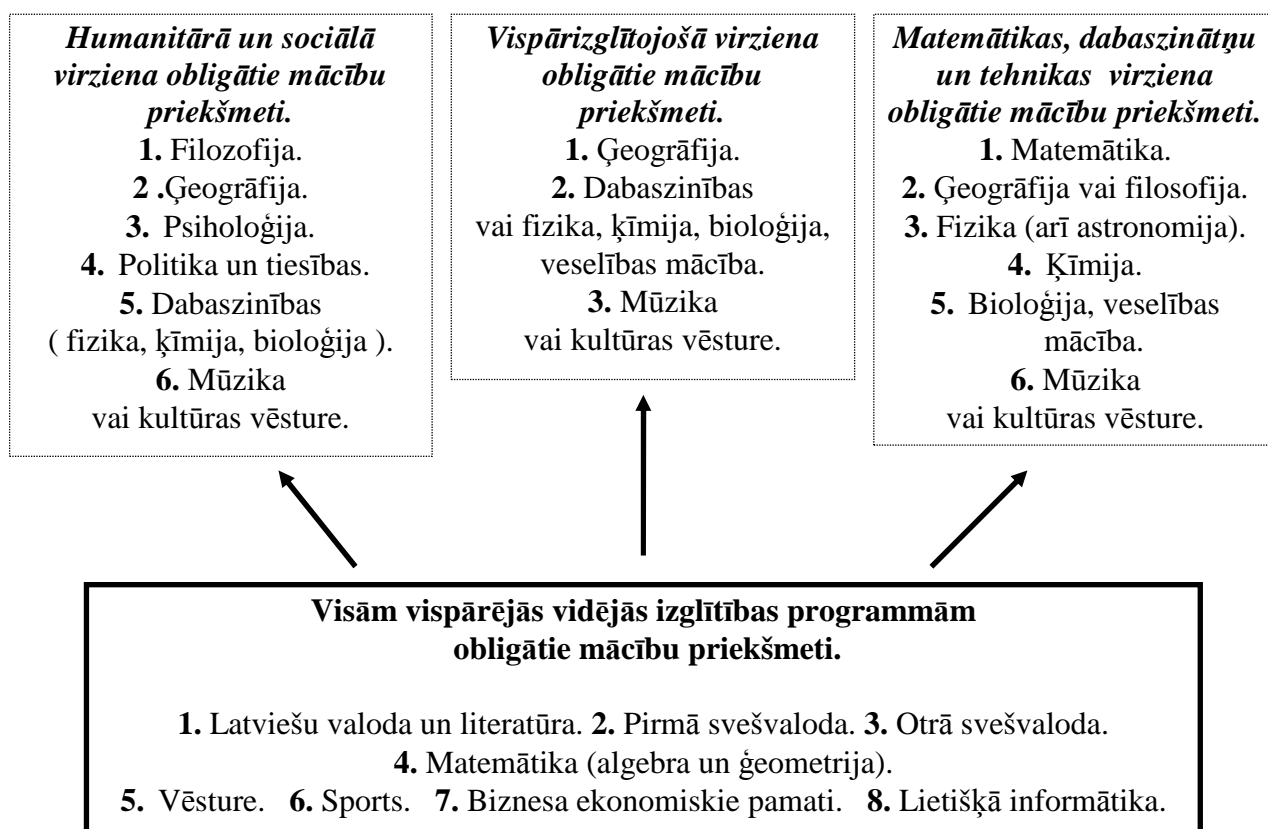 Humanitārā un sociālā
virziena obligātie mācību
priekšmeti.
1. Filozofija.
2 .Ģeogrāfija.
3. Psiholoģija.
4. Politika un tiesības.
5. Dabaszinības
( fizika, ķīmija, bioloģija ).
6. Mūzika
vai kultūras vēsture.
Vispārizglītojošā virziena
obligātie mācību
priekšmeti.
1. Ģeogrāfija.
2. Dabaszinības
vai fizika, ķīmija, bioloģija,
veselības mācība.
3. Mūzika
vai kultūras vēsture.
Matemātikas, dabaszinātņu
un tehnikas virziena
obligātie mācību priekšmeti.
1. Matemātika.
2. Ģeogrāfija vai filosofija.
3. Fizika (arī astronomija).
4. Ķīmija.
5. Bioloģija, veselības
mācība.
6. Mūzika
vai kultūras vēsture.
Visām vispārējās vidējās izglītības programmām
obligātie mācību priekšmeti.
1. Latviešu valoda un literatūra. 2. Pirmā svešvaloda. 3. Otrā svešvaloda.
4. Matemātika (algebra un ģeometrija).
5. Vēsture. 6. Sports. 7. Biznesa ekonomiskie pamati. 8. Lietišķā informātika.